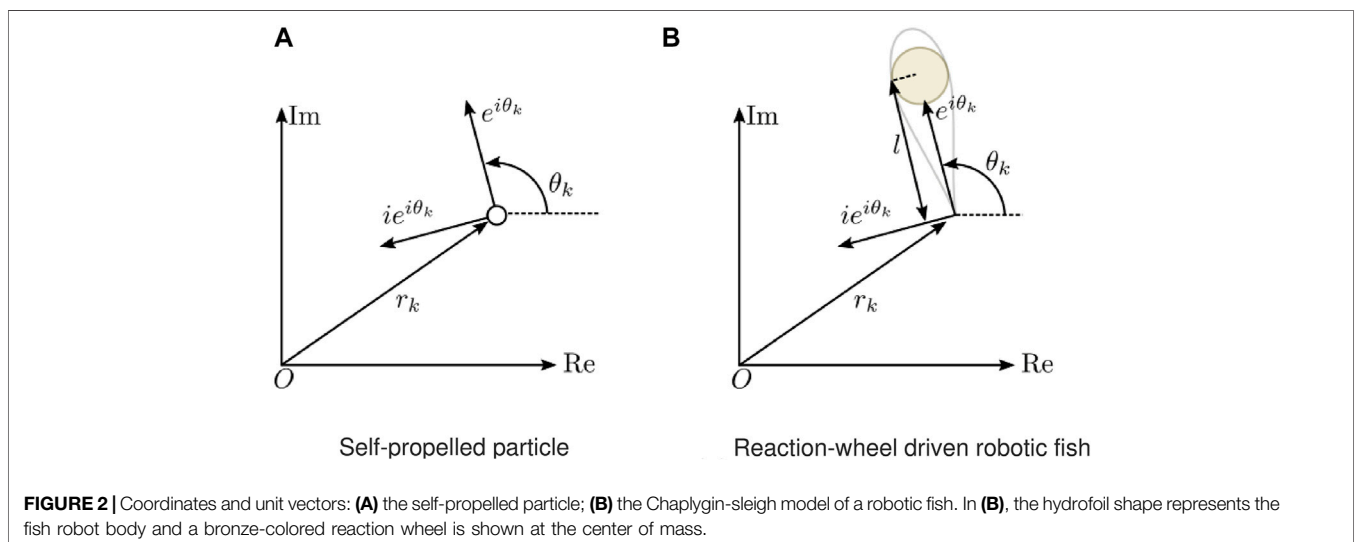 A
B
Im
Im
e^{iθ_k}
e^{iθ_k}
l
θ_k
θ_k
ie^{iθ_k}
ie^{iθ_k}
r_k
r_k
Re
Re
O
O
Self-propelled particle
Reaction-wheel driven robotic fish
FIGURE 2 | Coordinates and unit vectors: (A) the self-propelled particle; (B) the Chaplygin-sleigh model of a robotic fish. In (B), the hydrofoil shape represents the
fish robot body and a bronze-colored reaction wheel is shown at the center of mass.